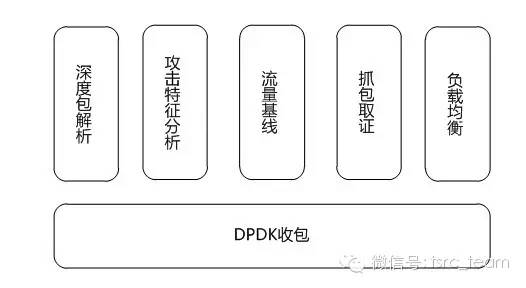 深度包解析
攻击特征分析
流量基线
抓包取证
负载均衡
DPDK收包
微信号: tsrc_team